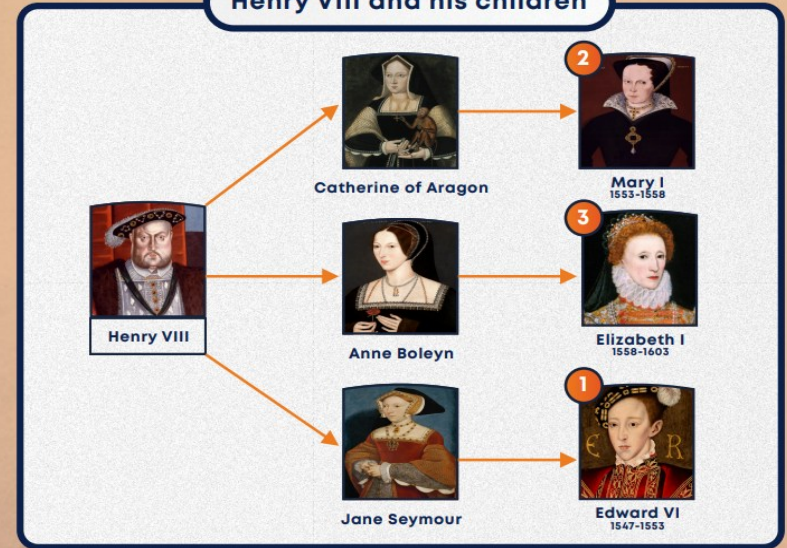 Henry VIII and his children
2
Catherine of Aragon
Mary I
1553-1558
3
Henry VIII
Anne Boleyn
Elizabeth I
1558-1603
1
E R
Jane Seymour
Edward VI
1547-1553